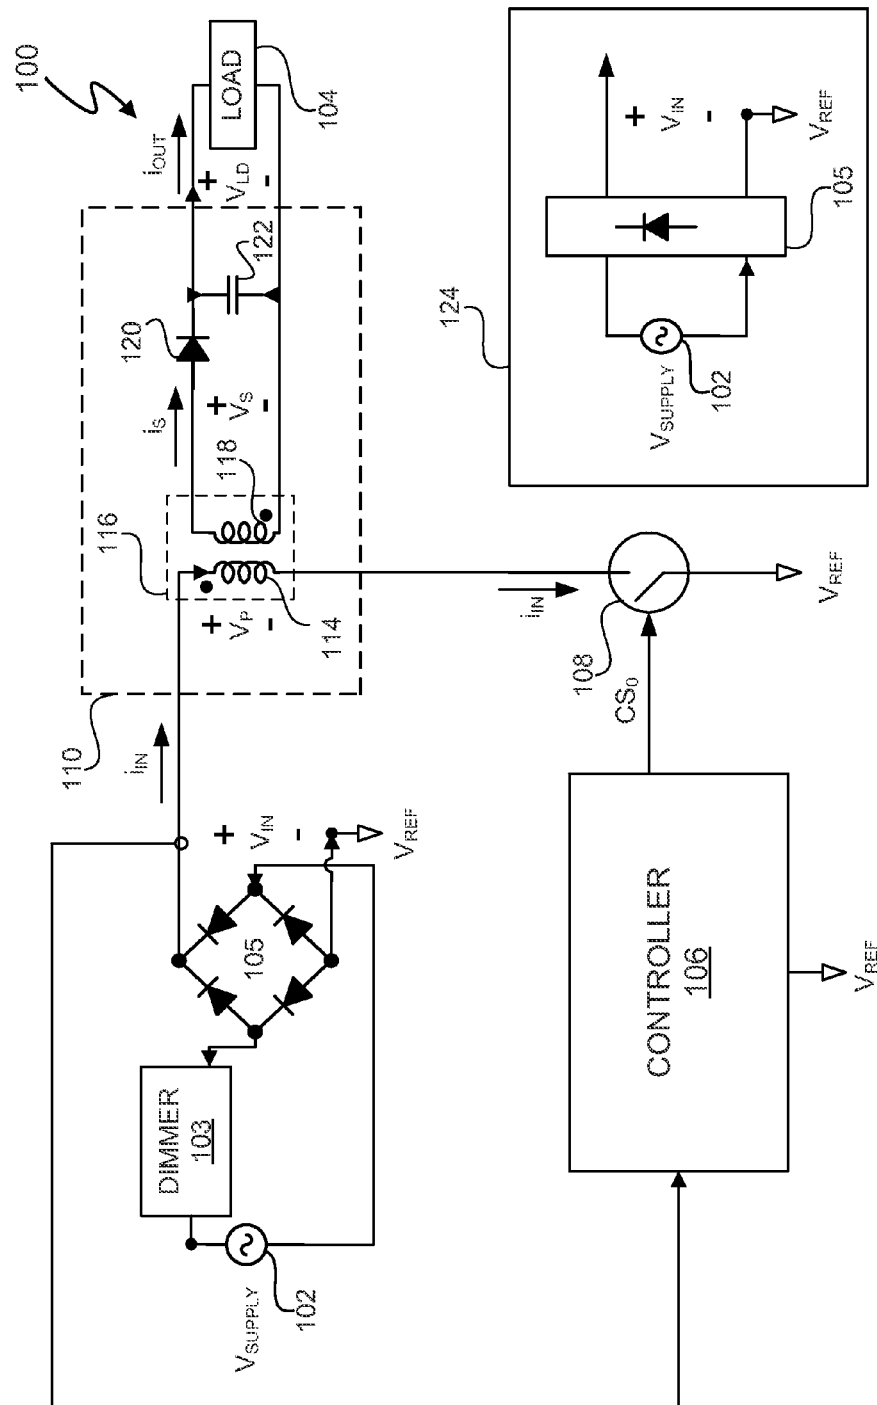 100
iOUT
LOAD
104
+
VLD
-
122
120
iS
+
VS
-
118
116
+
VP
-
114
110
iIN
iIN
108
CS0
VREF
+
VIN
-
VREF
105
DIMMER
103
VSUPPLY
102
CONTROLLER
106
VREF
124
VSUPPLY
102
+
VIN
-
VREF
105